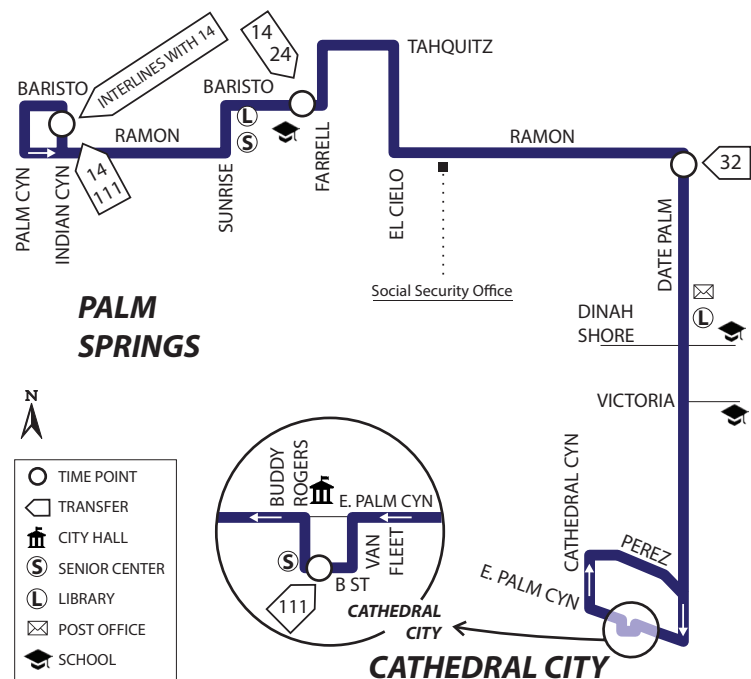 14
24
TAHQUITZ
INTERLINES WITH 14
BARISTO
BARISTO
L
S
RAMON
RAMON
32
14
111
PALM CYN
INDIAN CYN
SUNRISE
FARRELL
EL CIELO
DATE PALM
Social Security Office
PALM
SPRINGS
L
DINAH
SHORE
VICTORIA
N
BUDDY
ROGERS
E. PALM CYN
VAN
FLEET
S
B ST
111
CATHEDRAL
CITY
CATHEDRAL CYN
PEREZ
E. PALM CYN
CATHEDRAL CITY
TIME POINT
TRANSFER
CITY HALL
S SENIOR CENTER
L LIBRARY
POST OFFICE
SCHOOL